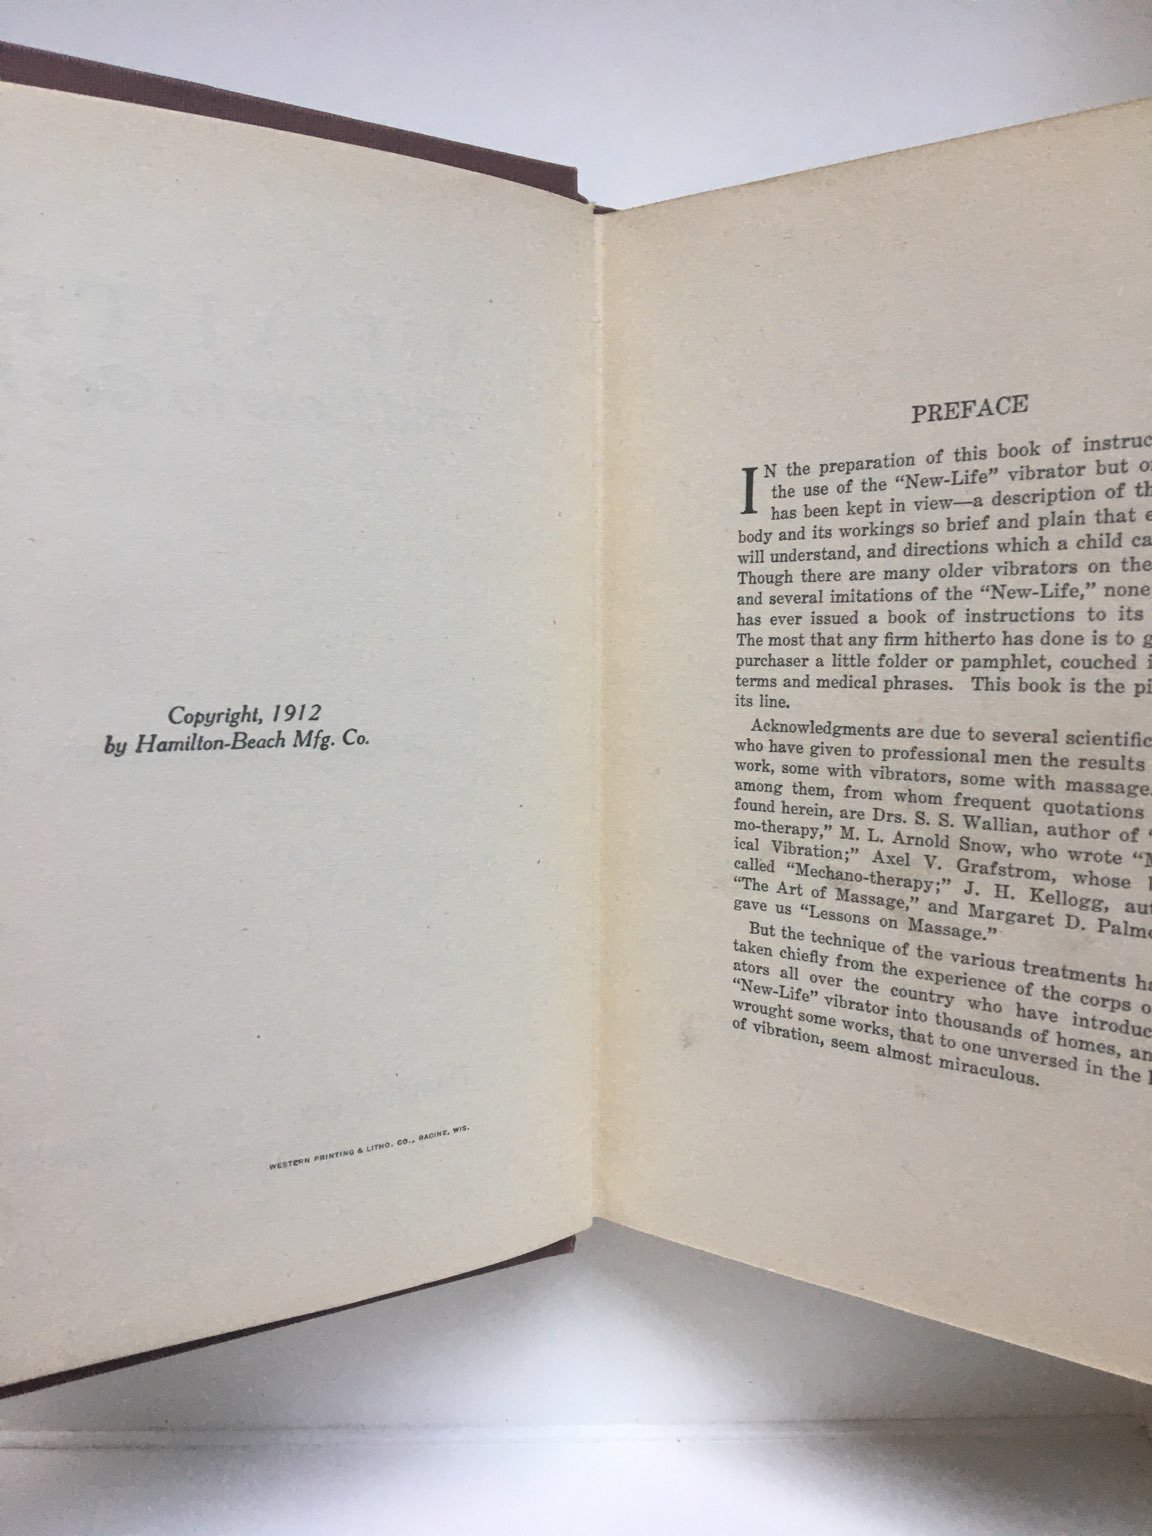 Copyright, 1912
by Hamilton-Beach Mfg. Co.
WESTERN PRINTING & LITHO. CO., RACINE, WIS.
PREFACE
IN the preparation of this book of instruc
the use of the "New-Life" vibrator but o
has been kept in view—a description of th
body and its workings so brief and plain that e
will understand, and directions which a child ca
Though there are many older vibrators on the
and several imitations of the "New-Life," none
has ever issued a book of instructions to its
The most that any firm hitherto has done is to g
purchaser a little folder or pamphlet, couched i
terms and medical phrases. This book is the pi
its line.
Acknowledgments are due to several scientific
who have given to professional men the results
work, some with vibrators, some with massage.
among them, from whom frequent quotations
found herein, are Drs. S. S. Wallian, author of "
mo-therapy," M. L. Arnold Snow, who wrote "M
ical Vibration;" Axel V. Grafstrom, whose
called "Mechano-therapy;" J. H. Kellogg, aut
"The Art of Massage," and Margaret D. Palme
gave us "Lessons on Massage."
But the technique of the various treatments ha
taken chiefly from the experience of the corps o
ators all over the country who have introduc
"New-Life" vibrator into thousands of homes, an
wrought some works, that to one unversed in the
of vibration, seem almost miraculous.